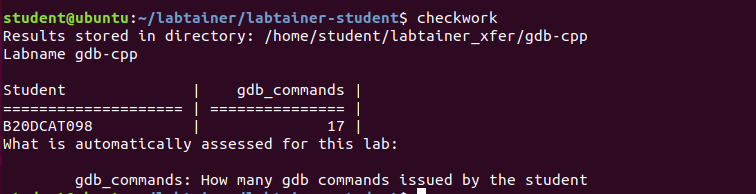 student@ubuntu:~/labtainer/labtainer-student$ checkwork
Results stored in directory: /home/student/labtainer_xfer/gdb-cpp
Labname gdb-cpp
Student | gdb_commands |
==================== | =============== |
B20DCAT098 | 17 |
What is automatically assessed for this lab:
gdb_commands: How many gdb commands issued by the student